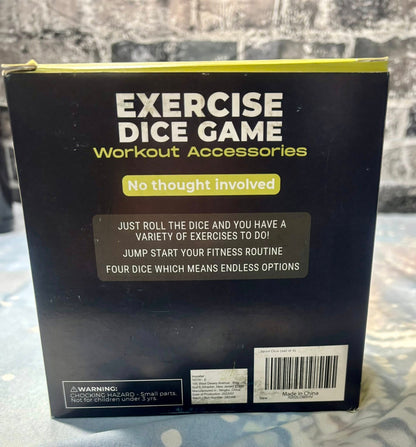 EXERCISE
DICE GAME
Workout Accessories
No thought involved
JUST ROLL THE DICE AND YOU HAVE A
VARIETY OF EXERCISES TO DO!
JUMP START YOUR FITNESS ROUTINE
FOUR DICE WHICH MEANS ENDLESS OPTIONS
WARNING:
CHOCKING HAZARD - Small parts.
Not for children under 3 yrs.
Made in China
New